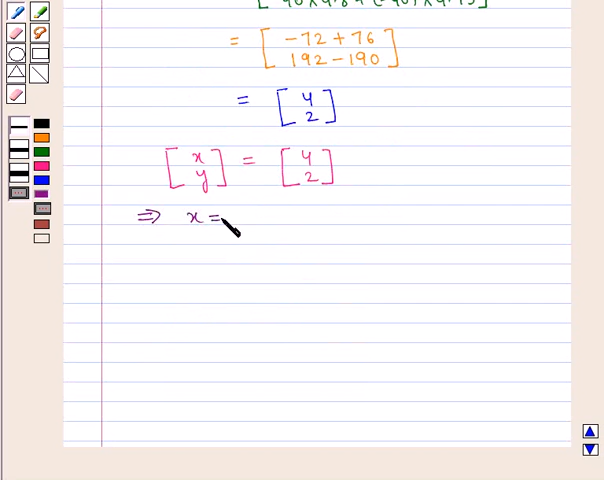 = [ -72 + 76
192 - 190 ]
= [ 4
2 ]
[ x
y ] = [ 4
2 ]
⇒ x =